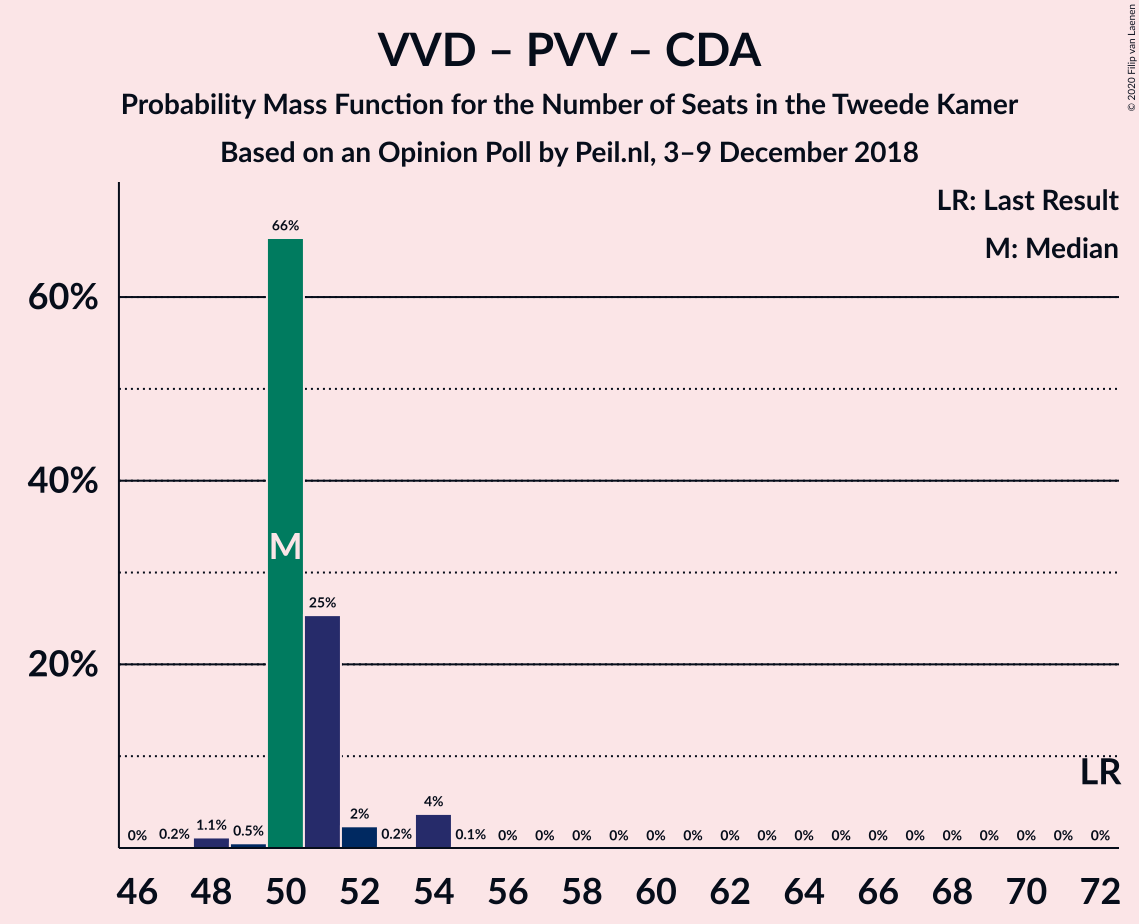 VVD – PVV – CDA
Probability Mass Function for the Number of Seats in the Tweede Kamer
Based on an Opinion Poll by Peil.nl, 3–9 December 2018
© 2020 Filip van Laenen
LR: Last Result
M: Median
66%
60%
40%
M
25%
20%
LR
0% 0.2% 1.1% 0.5% 2% 0.2% 4% 0.1% 0% 0% 0% 0% 0% 0% 0% 0% 0% 0% 0% 0% 0% 0% 0% 0% 0%
46 48 50 52 54 56 58 60 62 64 66 68 70 72